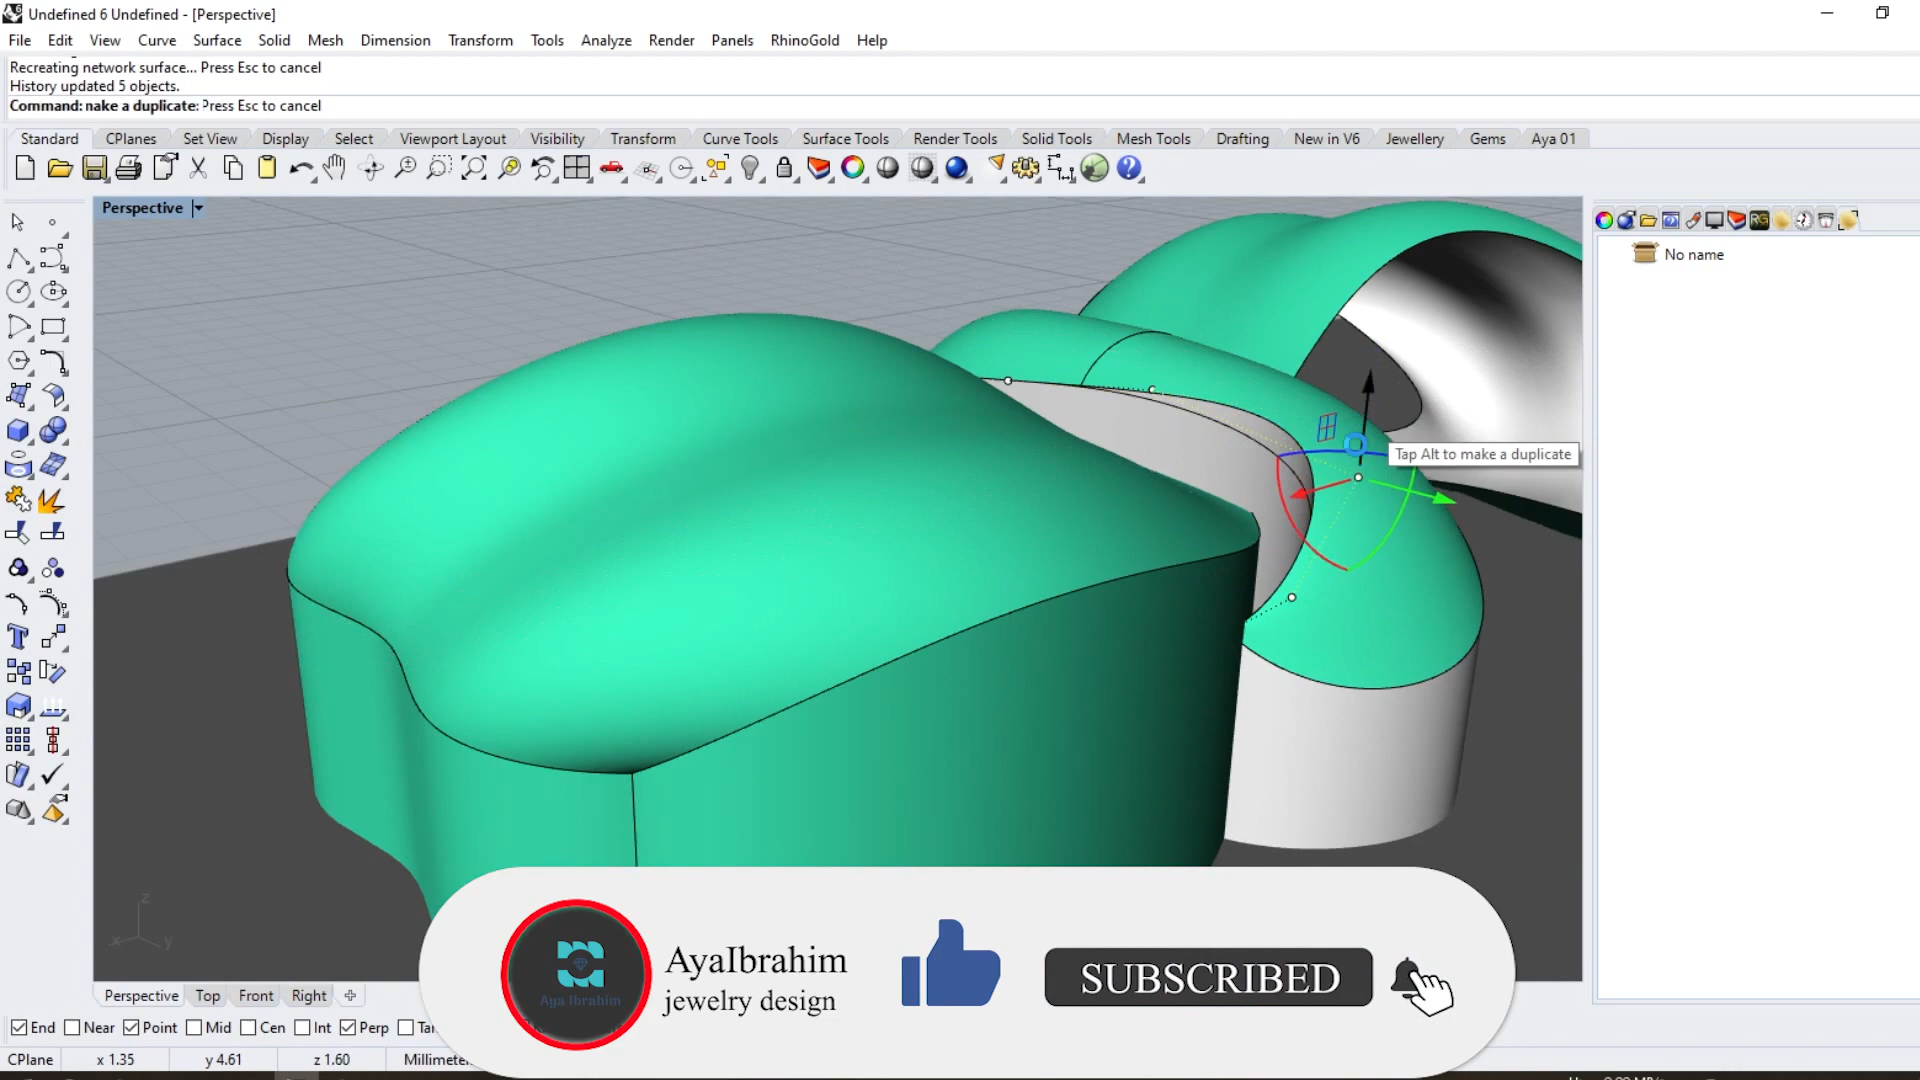 Undefined 6 Undefined - [Perspective]
File Edit View Curve Surface Solid Mesh Dimension Transform Tools Analyze Render Panels RhinoGold Help
Recreating network surface... Press Esc to cancel
History updated 5 objects.
Command: nake a duplicate: Press Esc to cancel
Standard CPlanes Set View Display Select Viewport Layout Visibility Transform Curve Tools Surface Tools Render Tools Solid Tools Mesh Tools Drafting New in V6 Jewellery Gems Aya 01
Perspective
RG
No name
Tap Alt to make a duplicate
z
x y
Aya Ibrahim
AyaIbrahim
jewelry design
SUBSCRIBED
Perspective Top Front Right
End Near Point Mid Cen Int Perp
CPlane x 1.35 y 4.61 z 1.60